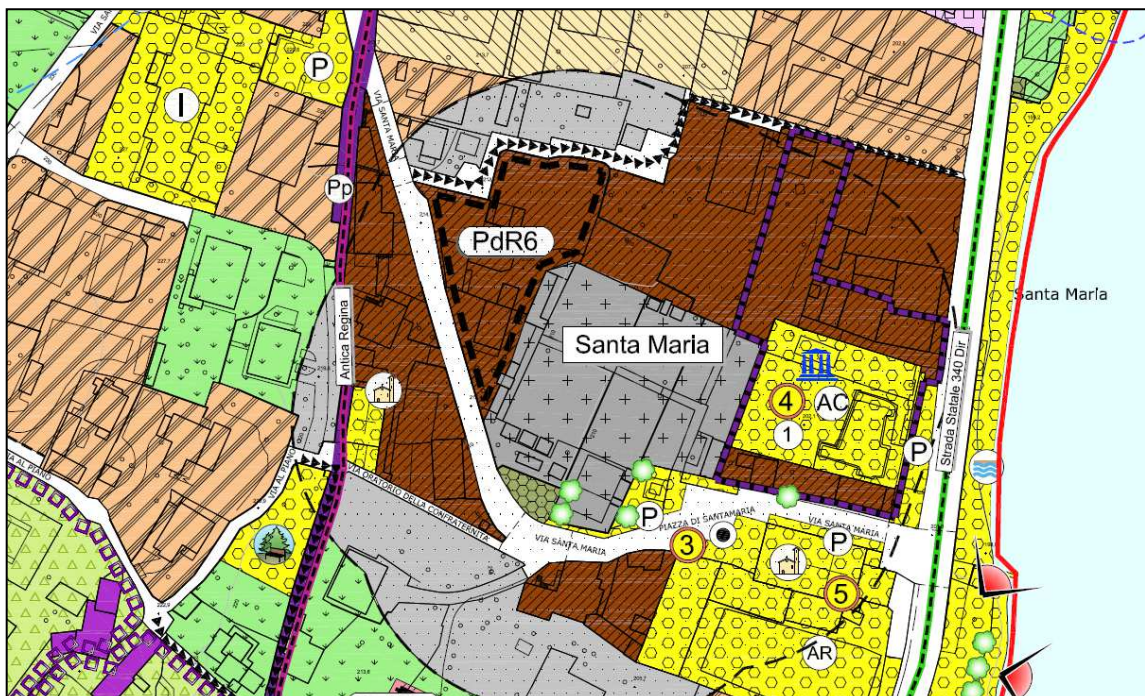 P
I
VIA SANTA MARIA
Pp
PdR6
Santa Maria
Santa Maria
Antica Regina
4
AC
1
P
Strada Statale 340 Dir
VIA AL PIANO
VIA ORATORIO DELLA CONFRATERNITA
P
PIAZZA DI SANTAMARIA
VIA SANTA MARIA
VIA SANTA MARIA
3
P
5
AR